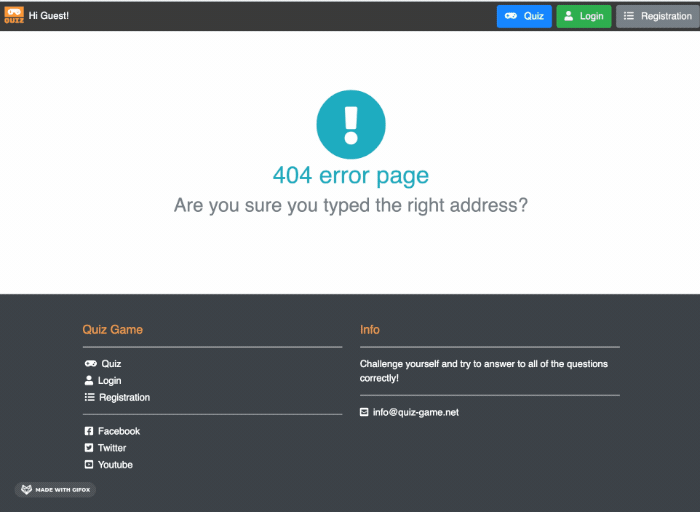 QUIZ
Hi Guest!
Quiz
Login
Registration
404 error page
Are you sure you typed the right address?
Quiz Game
Quiz
Login
Registration
Facebook
Twitter
Youtube
Info
Challenge yourself and try to answer to all of the questions
correctly!
info@quiz-game.net
MADE WITH GIFOX